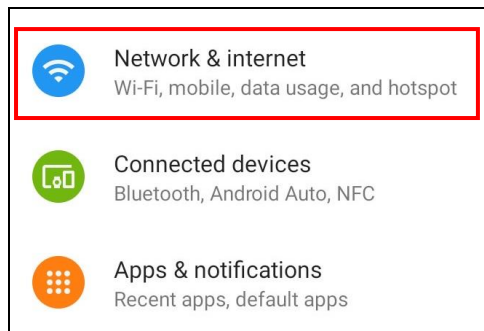 Network & internet
Wi-Fi, mobile, data usage, and hotspot
Connected devices
Bluetooth, Android Auto, NFC
Apps & notifications
Recent apps, default apps